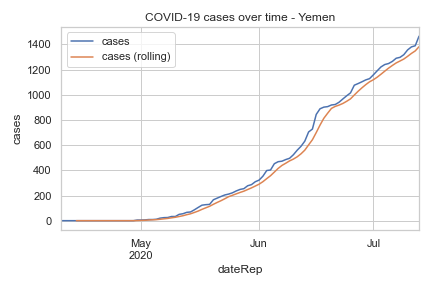 COVID-19 cases over time - Yemen
cases
cases (rolling)
1400
1200
1000
800
600
400
200
0
cases
May
2020
Jun
Jul
dateRep